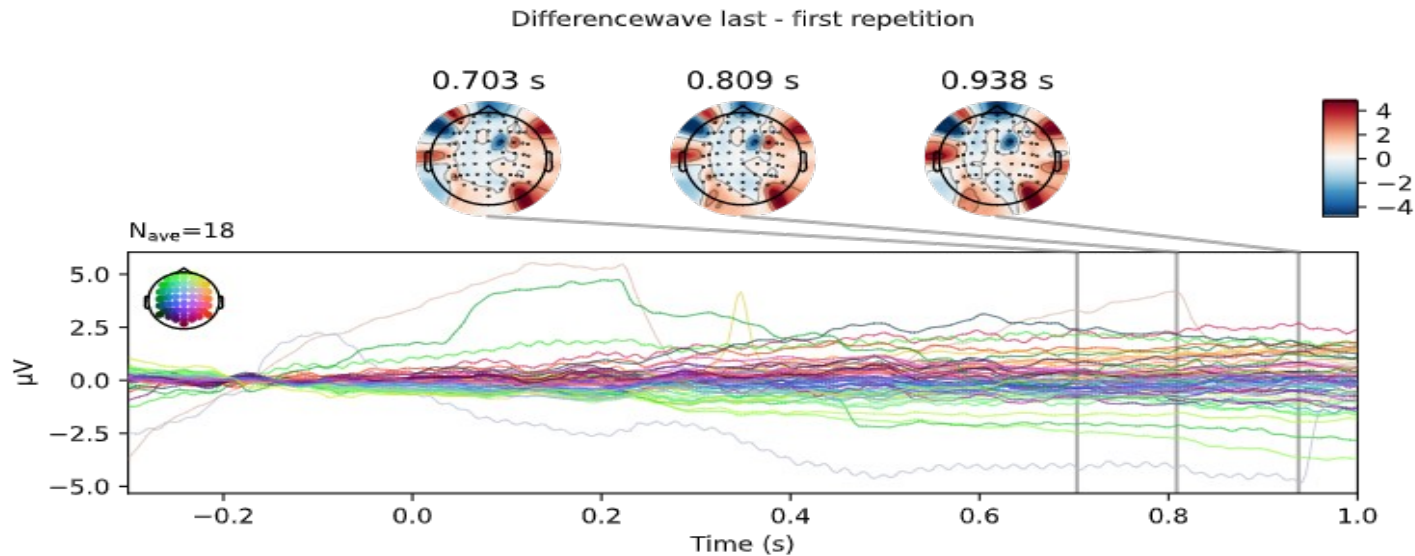 Differencewave last - first repetition
0.703 s 0.809 s 0.938 s
4
2
0
−2
−4
Nave=18
5.0
2.5
0.0
−2.5
−5.0
µV
−0.2 0.0 0.2 0.4 0.6 0.8 1.0
Time (s)